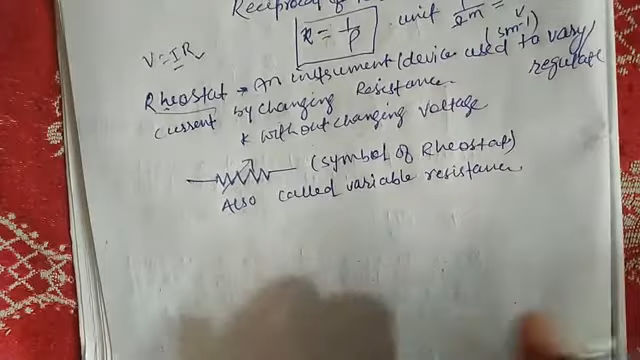 Reciprocal of
x = 1/ρ . unit 1/Ωm =
(Sm⁻¹)
V=IR
Rheostat - An instrument/device used to vary/
regulate
current by changing Resistance.
* without changing voltage
(symbol of Rheostat)
Also called variable resistance